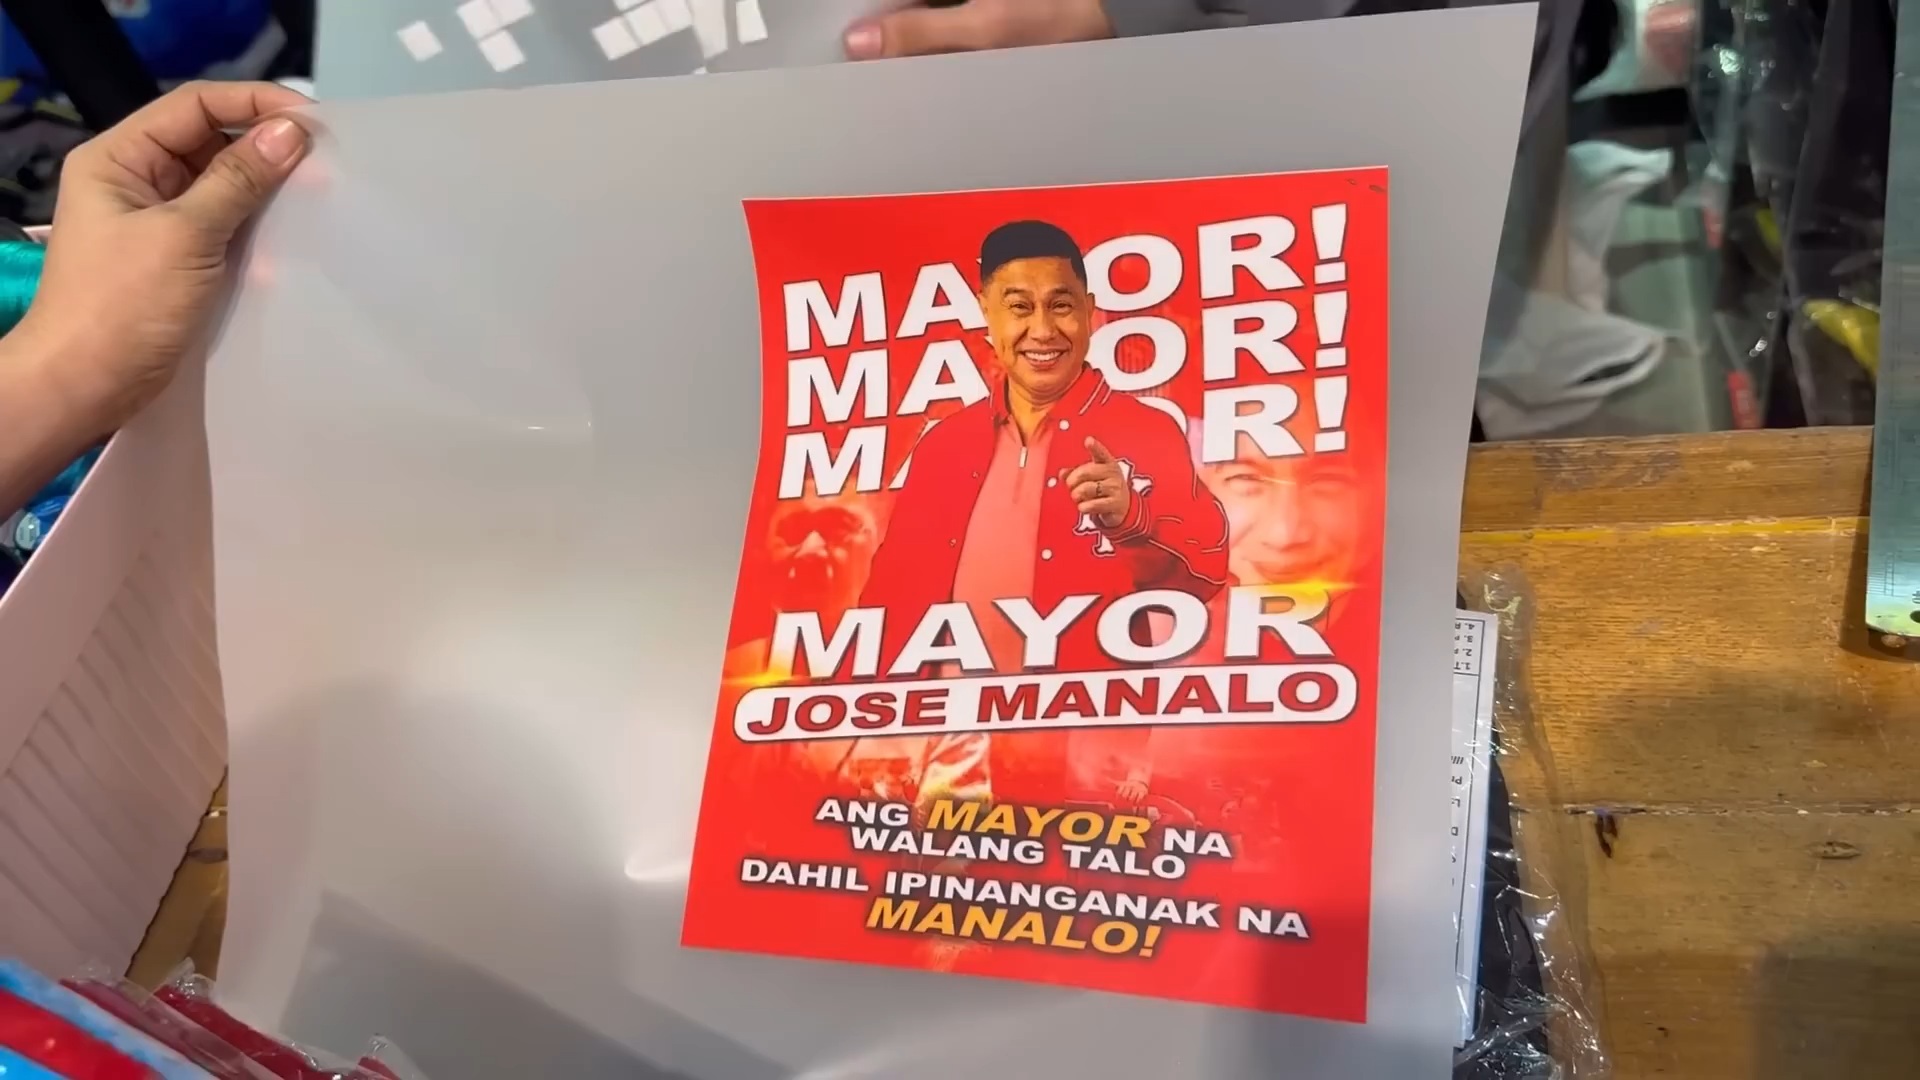 MAYOR!
MAYOR!
MAYOR!
MAYOR
JOSE MANALO
ANG MAYOR NA
WALANG TALO
DAHIL IPINANGANAK NA
MANALO!